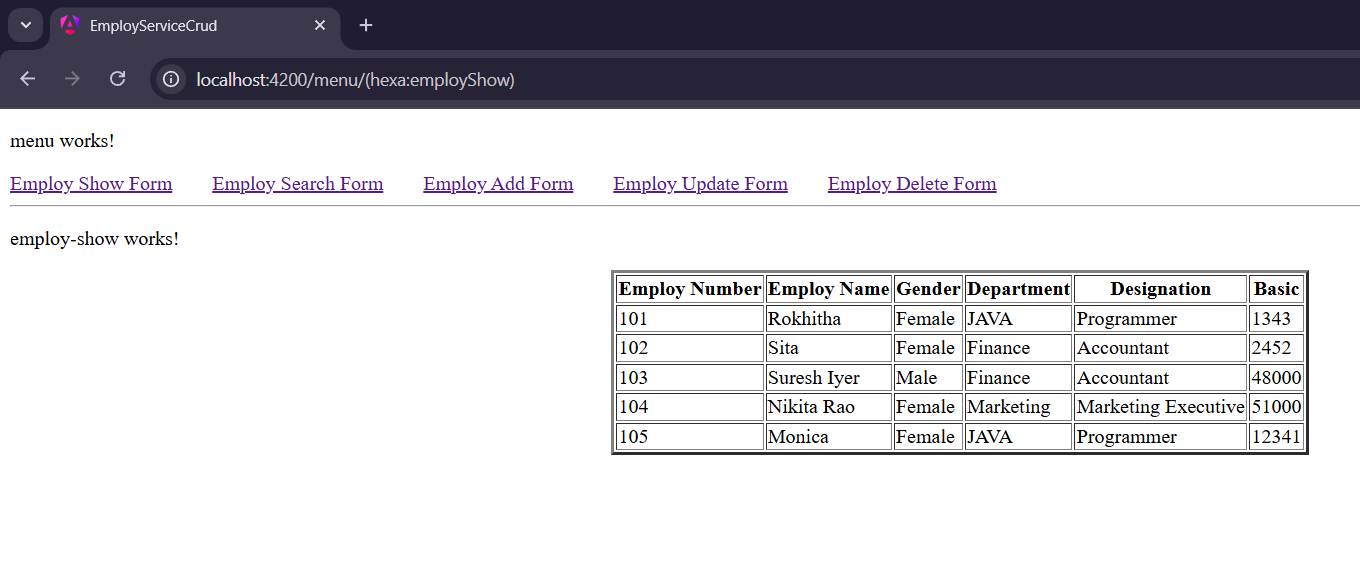 EmployServiceCrud
localhost:4200/menu/(hexa:employShow)
menu works!
Employ Show Form Employ Search Form Employ Add Form Employ Update Form Employ Delete Form
employ-show works!
Employ Number Employ Name Gender Department Designation Basic
101 Rokhitha Female JAVA Programmer 1343
102 Sita Female Finance Accountant 2452
103 Suresh Iyer Male Finance Accountant 48000
104 Nikita Rao Female Marketing Marketing Executive 51000
105 Monica Female JAVA Programmer 12341